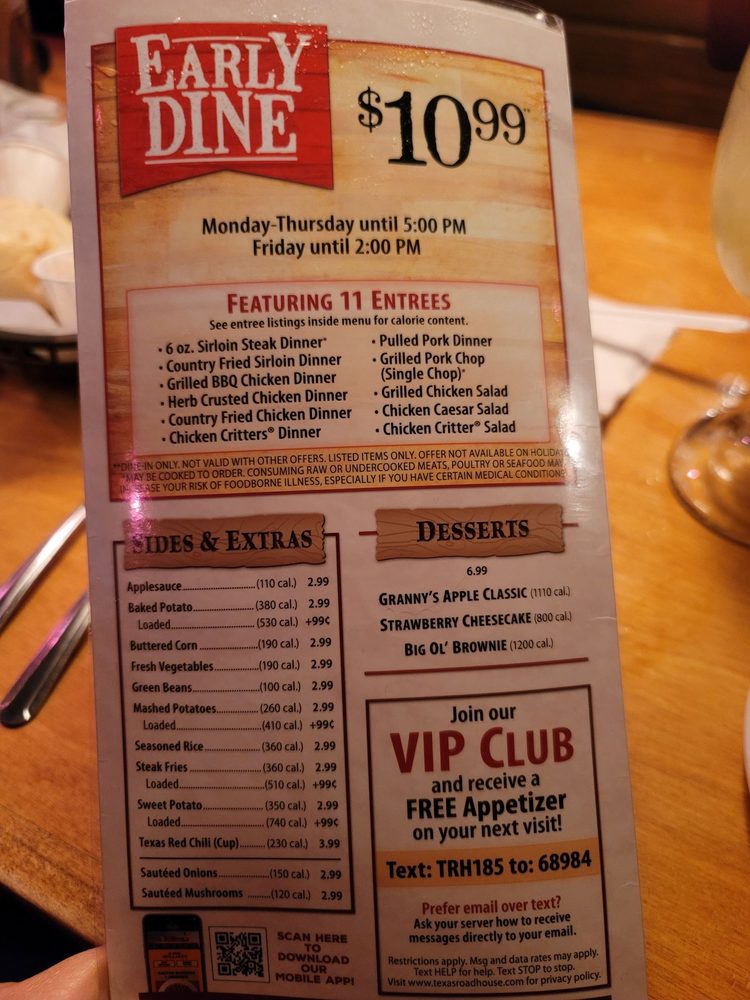 EARLY
DINE
$10.99**
Monday-Thursday until 5:00 PM
Friday until 2:00 PM
FEATURING 11 ENTREES
See entree listings inside menu for calorie content.
• 6 oz. Sirloin Steak Dinner*
• Country Fried Sirloin Dinner
• Grilled BBQ Chicken Dinner
• Herb Crusted Chicken Dinner
• Country Fried Chicken Dinner
• Chicken Critters® Dinner
• Pulled Pork Dinner
• Grilled Pork Chop
(Single Chop)*
• Grilled Chicken Salad
• Chicken Caesar Salad
• Chicken Critter® Salad
**DINE-IN ONLY. NOT VALID WITH OTHER OFFERS. LISTED ITEMS ONLY. OFFER NOT AVAILABLE ON
*MAY BE COOKED TO ORDER. CONSUMING RAW OR UNDERCOOKED MEATS, POULTRY OR SEAFOOD MAY
YOUR RISK OF FOODBORNE ILLNESS, ESPECIALLY IF YOU HAVE CERTAIN MEDICAL CONDITIONS
SIDES & EXTRAS
Applesauce (110 cal.) 2.99
Baked Potato (380 cal.) 2.99
Loaded (530 cal.) +99¢
Buttered Corn (190 cal.) 2.99
Fresh Vegetables (190 cal.) 2.99
Green Beans (100 cal.) 2.99
Mashed Potatoes (260 cal.) 2.99
Loaded (410 cal.) +99¢
Seasoned Rice (360 cal.) 2.99
Steak Fries (360 cal.) 2.99
Loaded (510 cal.) +99¢
Sweet Potato (350 cal.) 2.99
Loaded (740 cal.) +99¢
Texas Red Chili (Cup) (230 cal.) 3.99
Sautéed Onions (150 cal.) 2.99
Sautéed Mushrooms (120 cal.) 2.99
SCAN HERE
TO
DOWNLOAD
OUR
MOBILE APP!
DESSERTS
6.99
GRANNY'S APPLE CLASSIC (1110 cal.)
STRAWBERRY CHEESECAKE (800 cal.)
BIG OL' BROWNIE (1200 cal.)
Join our
VIP CLUB
and receive a
FREE Appetizer
on your next visit!
Text: TRH185 to: 68984
Prefer email over text?
Ask your server how to receive
messages directly to your email.
Restrictions apply. Msg and data rates may apply.
Text HELP for help. Text STOP to stop.
Visit www.texasroadhouse.com for privacy policy.